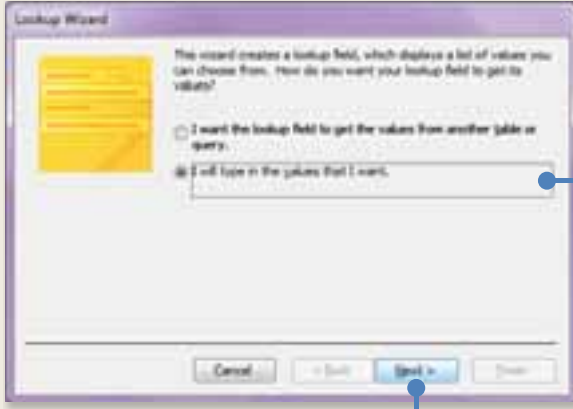 Lookup Wizard
This wizard creates a lookup field, which displays a list of values you
can choose from. How do you want your lookup field to get its
values?
I want the lookup field to get the values from another table or
query.
I will type in the values that I want.
Cancel
< Back
Next >
Finish